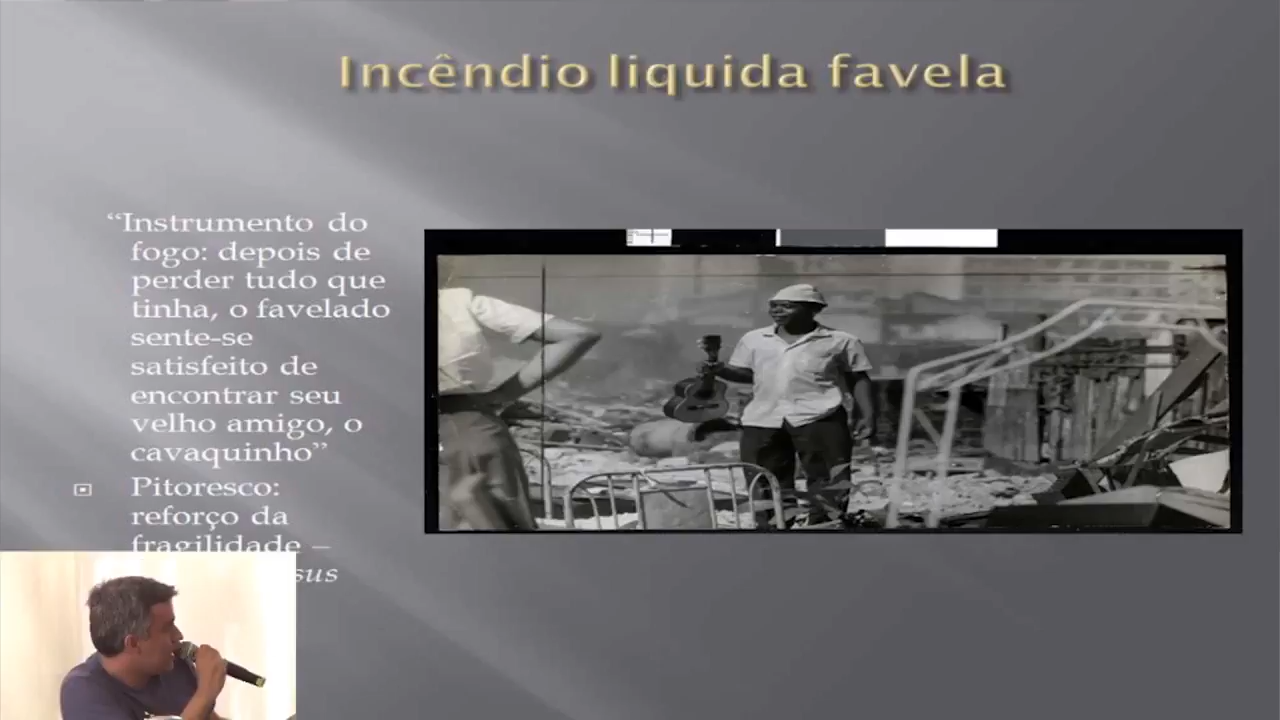 Incêndio liquida favela
“Instrumento do
fogo: depois de
perder tudo que
tinha, o favelado
sente-se
satisfeito de
encontrar seu
velho amigo, o
cavaquinho”
Pitoresco:
reforço da
fragilidade –